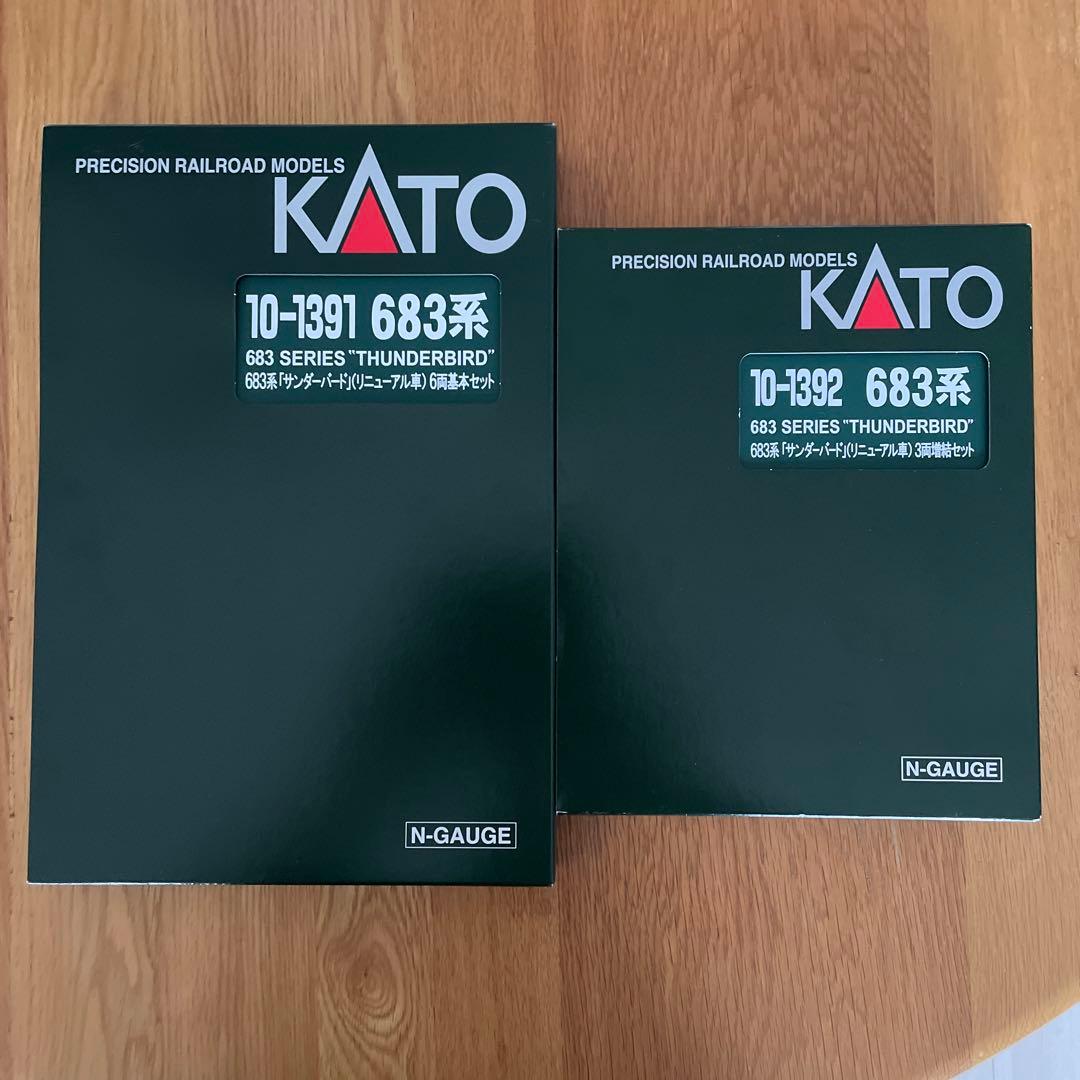 PRECISION RAILROAD MODELS
KATO
10-1391 683系
683 SERIES "THUNDERBIRD"
683系「サンダーバード」(リニューアル車) 6両基本セット
N-GAUGE
PRECISION RAILROAD MODELS
KATO
10-1392 683系
683 SERIES "THUNDERBIRD"
683系「サンダーバード」(リニューアル車) 3両増結セット
N-GAUGE